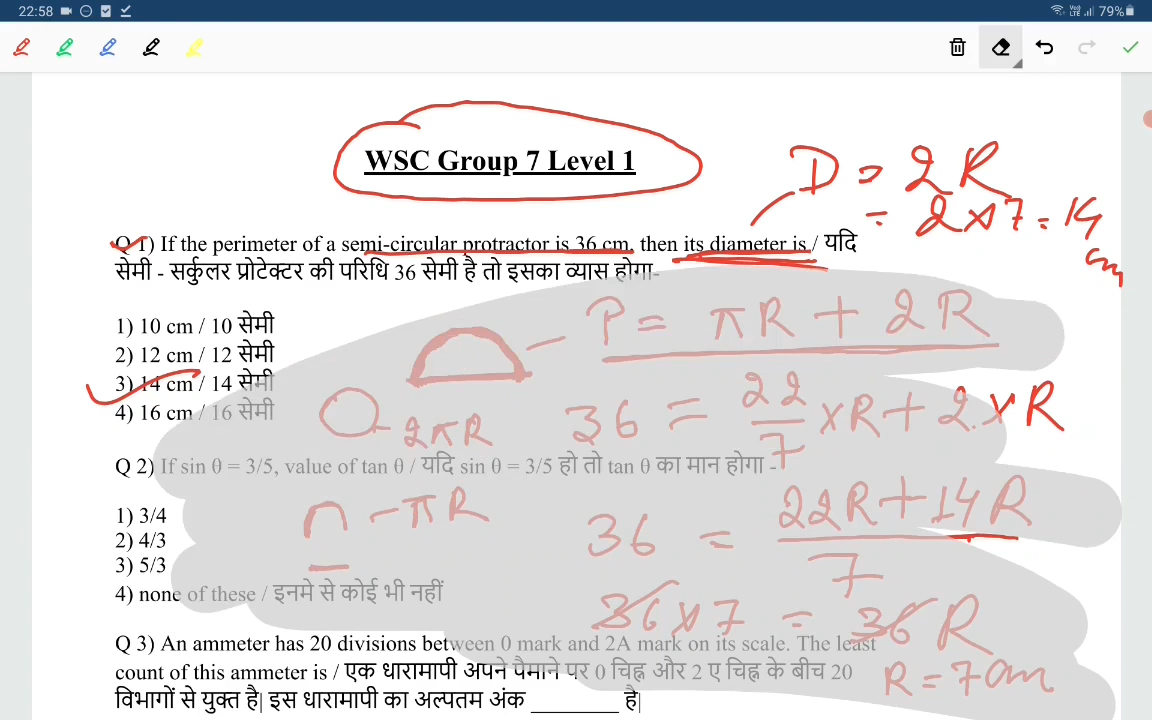 22:58 79%
WSC Group 7 Level 1
D = 2R
= 2×7 = 14 cm
Q 1) If the perimeter of a semi-circular protractor is 36 cm, then its diameter is / यदि
सेमी - सर्कुलर प्रोटेक्टर की परिधि 36 सेमी है तो इसका व्यास होगा-
P = πR + 2R
1) 10 cm / 10 सेमी
2) 12 cm / 12 सेमी
3) 14 cm / 14 सेमी
4) 16 cm / 16 सेमी
2πR
36 = 22/7 ×R + 2.×R
Q 2) If sin θ = 3/5, value of tan θ / यदि sin θ = 3/5 हो तो tan θ का मान होगा -
πR
36 = 22R + 14R / 7
1) 3/4
2) 4/3
3) 5/3
4) none of these / इनमे से कोई भी नहीं
36×7 = 36R
Q 3) An ammeter has 20 divisions between 0 mark and 2A mark on its scale. The least
count of this ammeter is / एक धारामापी अपने पैमाने पर 0 चिह्न और 2 ए चिह्न के बीच 20
R = 7cm
विभागों से युक्त है| इस धारामापी का अल्पतम अंक ________ है|